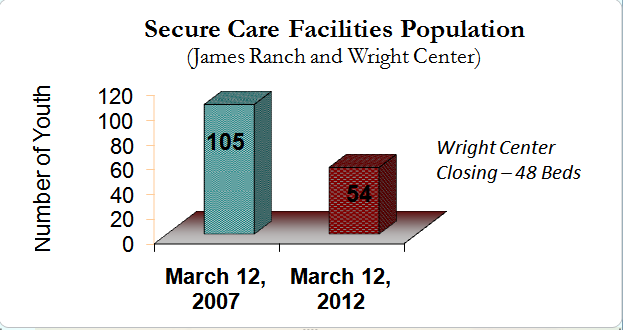 Secure Care Facilities Population
(James Ranch and Wright Center)
Number of Youth
120
100
80
60
40
20
0
105
54
Wright Center
Closing – 48 Beds
March 12,
2007
March 12,
2012